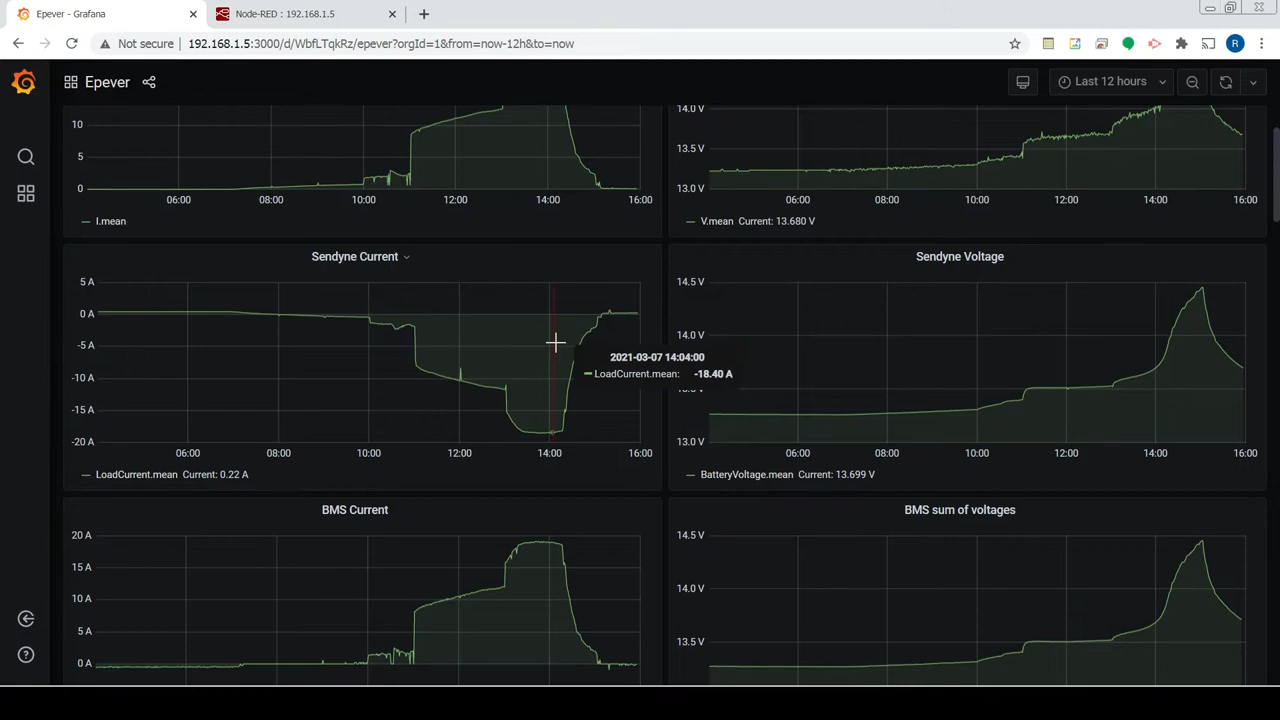 Epever - Grafana
Node-RED : 192.168.1.5
Not secure 192.168.1.5:3000/d/WbfLTqkRz/epever?orgId=1&from=now-12h&to=now
R
Epever
Last 12 hours
10
5
0
06:00 08:00 10:00 12:00 14:00 16:00
I.mean
14.0 V
13.5 V
13.0 V
06:00 08:00 10:00 12:00 14:00 16:00
V.mean Current: 13.680 V
Sendyne Current
5 A
0 A
-5 A
-10 A
-15 A
-20 A
06:00 08:00 10:00 12:00 14:00 16:00
LoadCurrent.mean Current: 0.22 A
2021-03-07 14:04:00
LoadCurrent.mean: -18.40 A
Sendyne Voltage
14.5 V
14.0 V
13.0 V
06:00 08:00 10:00 12:00 14:00 16:00
BatteryVoltage.mean Current: 13.699 V
BMS Current
20 A
15 A
10 A
5 A
0 A
BMS sum of voltages
14.5 V
14.0 V
13.5 V